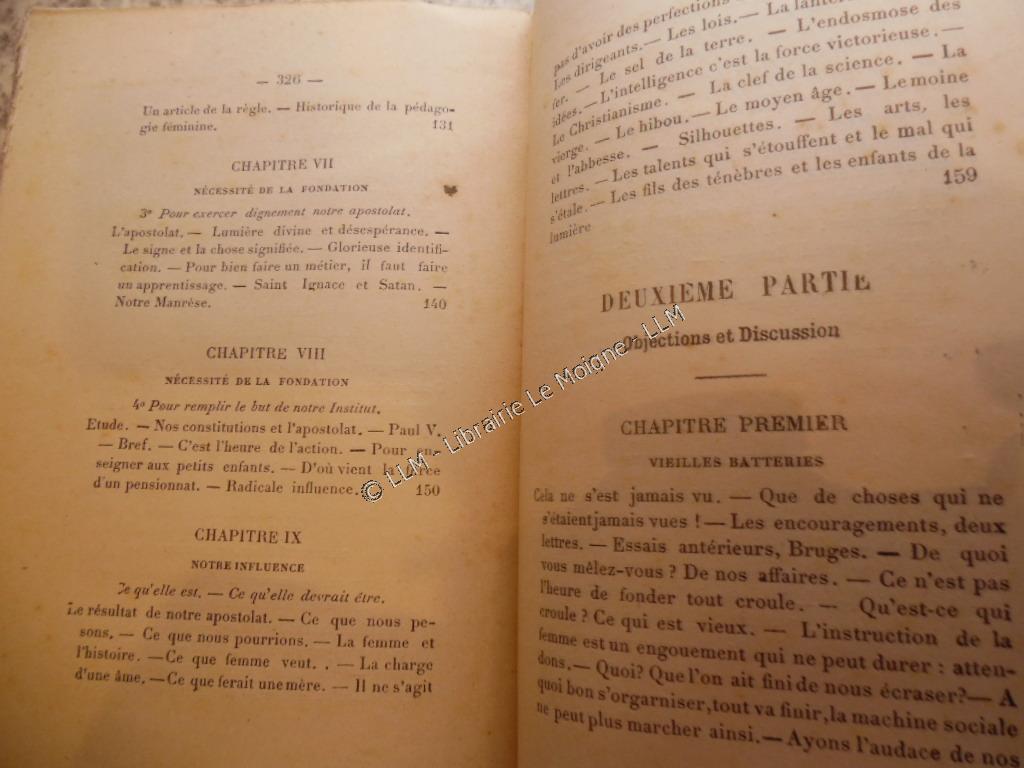 — 326 —
Un article de la règle. — Historique de la pédago-
gie féminine. 131
CHAPITRE VII
NÉCESSITÉ DE LA FONDATION
3º Pour exercer dignement notre apostolat.
L'apostolat. — Lumière divine et désespérance. —
Le signe et la chose signifiée. — Glorieuse identifi-
cation. — Pour bien faire un métier, il faut faire
un apprentissage. — Saint Ignace et Satan. —
Notre Manrèse. 140
CHAPITRE VIII
NÉCESSITÉ DE LA FONDATION
4º Pour remplir le but de notre Institut.
Etude. — Nos constitutions et l'apostolat. — Paul V.
— Bref. — C'est l'heure de l'action. — Pour en-
seigner aux petits enfants. — D'où vient la force
d'un pensionnat. — Radicale influence. 150
CHAPITRE IX
NOTRE INFLUENCE
Ce qu'elle est. — Ce qu'elle devrait être.
Le résultat de notre apostolat. — Ce que nous pe-
sons. — Ce que nous pourrions. — La femme et
l'histoire. — Ce que femme veut. . — La charge
d'une âme. — Ce que ferait une mère. — Il ne s'agit
pas d'avoir des perfections
Les dirigeants. — Les lois. — La
fer. — Le sel de la terre. — L'endosmose des
idées. — L'intelligence c'est la force victorieuse. —
Le Christianisme. — La clef de la science. — La
vierge. — Le hibou. — Le moyen âge. — Le moine
et l'abbesse. — Silhouettes. — Les arts, les
lettres. — Les talents qui s'étouffent et le mal qui
s'étale. — Les fils des ténèbres et les enfants de la
lumière 159
DEUXIÈME PARTIE
Objections et Discussion
CHAPITRE PREMIER
VIEILLES BATTERIES
Cela ne s'est jamais vu. — Que de choses qui ne
s'étaient jamais vues ! — Les encouragements, deux
lettres. — Essais antérieurs, Bruges. — De quoi
vous mêlez-vous ? De nos affaires. — Ce n'est pas
l'heure de fonder tout croule. — Qu'est-ce qui
croule ? Ce qui est vieux. — L'instruction de la
femme est un engouement qui ne peut durer : atten-
dons. — Quoi? Que l'on ait fini de nous écraser? — A
quoi bon s'orgarniser, tout va finir, la machine sociale
ne peut plus marcher ainsi. — Ayons l'audace de nos
© LLM - Librairie Le Moigne - LLM